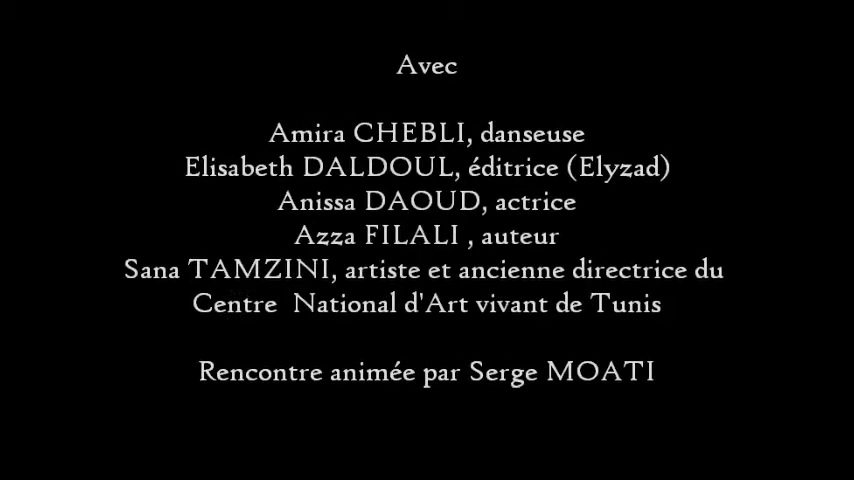 Avec
Amira CHEBLI, danseuse
Elisabeth DALDOUL, éditrice (Elyzad)
Anissa DAOUD, actrice
Azza FILALI , auteur
Sana TAMZINI, artiste et ancienne directrice du
Centre  National d'Art vivant de Tunis
Rencontre animée par Serge MOATI